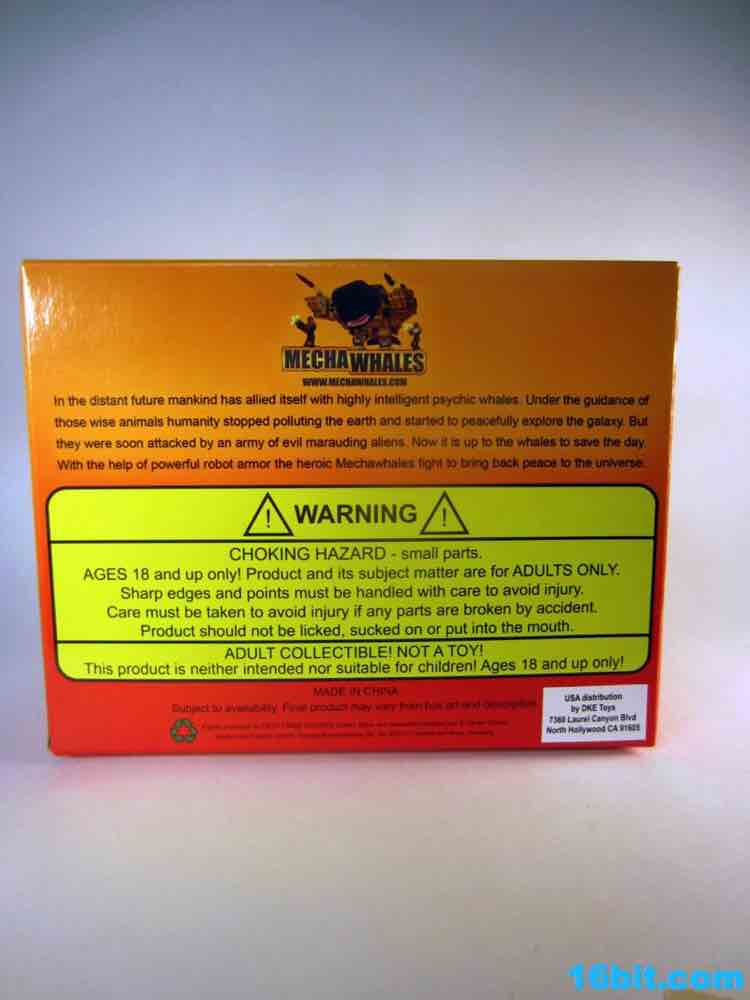 MECHAWHALES
WWW.MECHAWHALES.COM
In the distant future mankind has allied itself with highly intelligent psychic whales. Under the guidance of
those wise animals humanity stopped polluting the earth and started to peacefully explore the galaxy. But
they were soon attacked by an army of evil marauding aliens. Now it is up to the whales to save the day.
With the help of powerful robot armor the heroic Mechawhales fight to bring back peace to the universe.
! WARNING !
CHOKING HAZARD - small parts.
AGES 18 and up only! Product and its subject matter are for ADULTS ONLY.
Sharp edges and points must be handled with care to avoid injury.
Care must be taken to avoid injury if any parts are broken by accident.
Product should not be licked, sucked on or put into the mouth.
ADULT COLLECTIBLE! NOT A TOY!
This product is neither intended nor suitable for children! Ages 18 and up only!
MADE IN CHINA
Subject to availability. Final product may vary from box art and description.
USA distribution
by DKE Toys
7360 Laurel Canyon Blvd
North Hollywood CA 91605
16bit.com